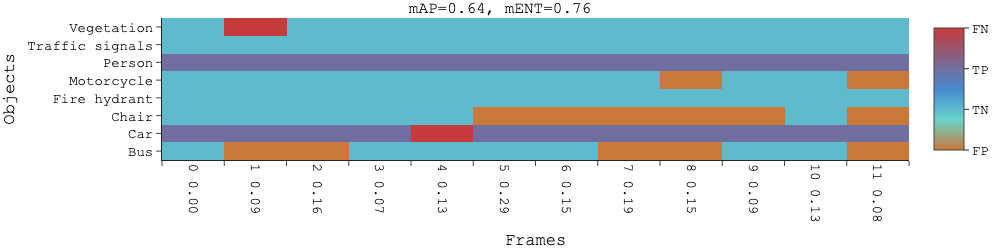 mAP=0.64, mENT=0.76
Objects
Vegetation
Traffic signals
Person
Motorcycle
Fire hydrant
Chair
Car
Bus
0 0.00
1 0.09
2 0.16
3 0.07
4 0.13
5 0.29
6 0.15
7 0.19
8 0.15
9 0.09
10 0.13
11 0.08
Frames
FN
TP
TN
FP